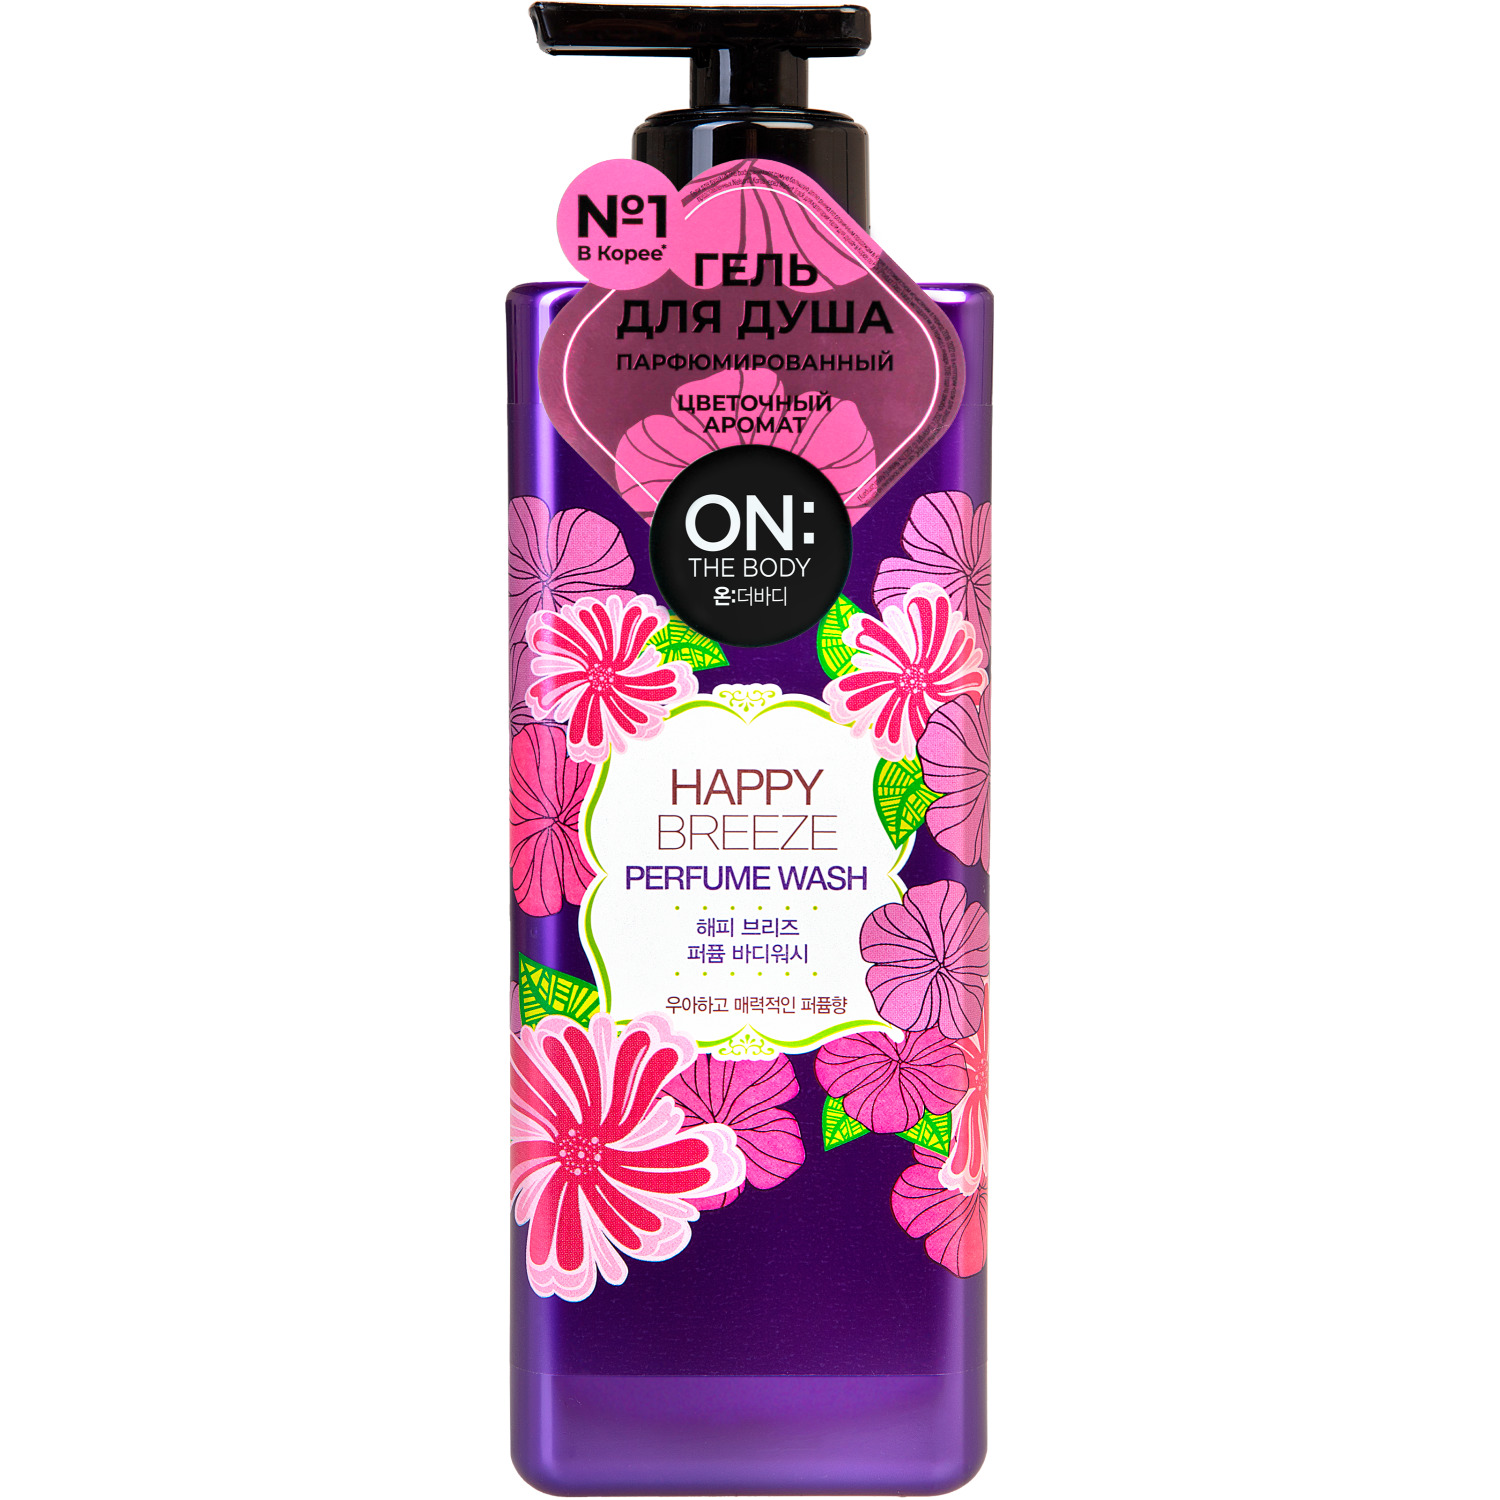 №1
В Корее*
ГЕЛЬ
ДЛЯ ДУША
ПАРФЮМИРОВАННЫЙ
ЦВЕТОЧНЫЙ
АРОМАТ
ON:
THE BODY
온:더바디
HAPPY
BREEZE
PERFUME WASH
해피 브리즈
퍼퓸 바디워시
우아하고 매력적인 퍼퓸향